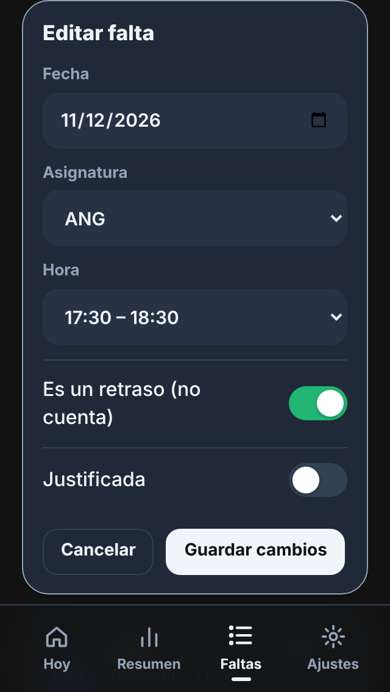 Editar falta
Fecha
11/12/2026
Asignatura
ANG
Hora
17:30 – 18:30
Es un retraso (no
cuenta)
Justificada
Cancelar
Guardar cambios
Hoy
Resumen
Faltas
Ajustes